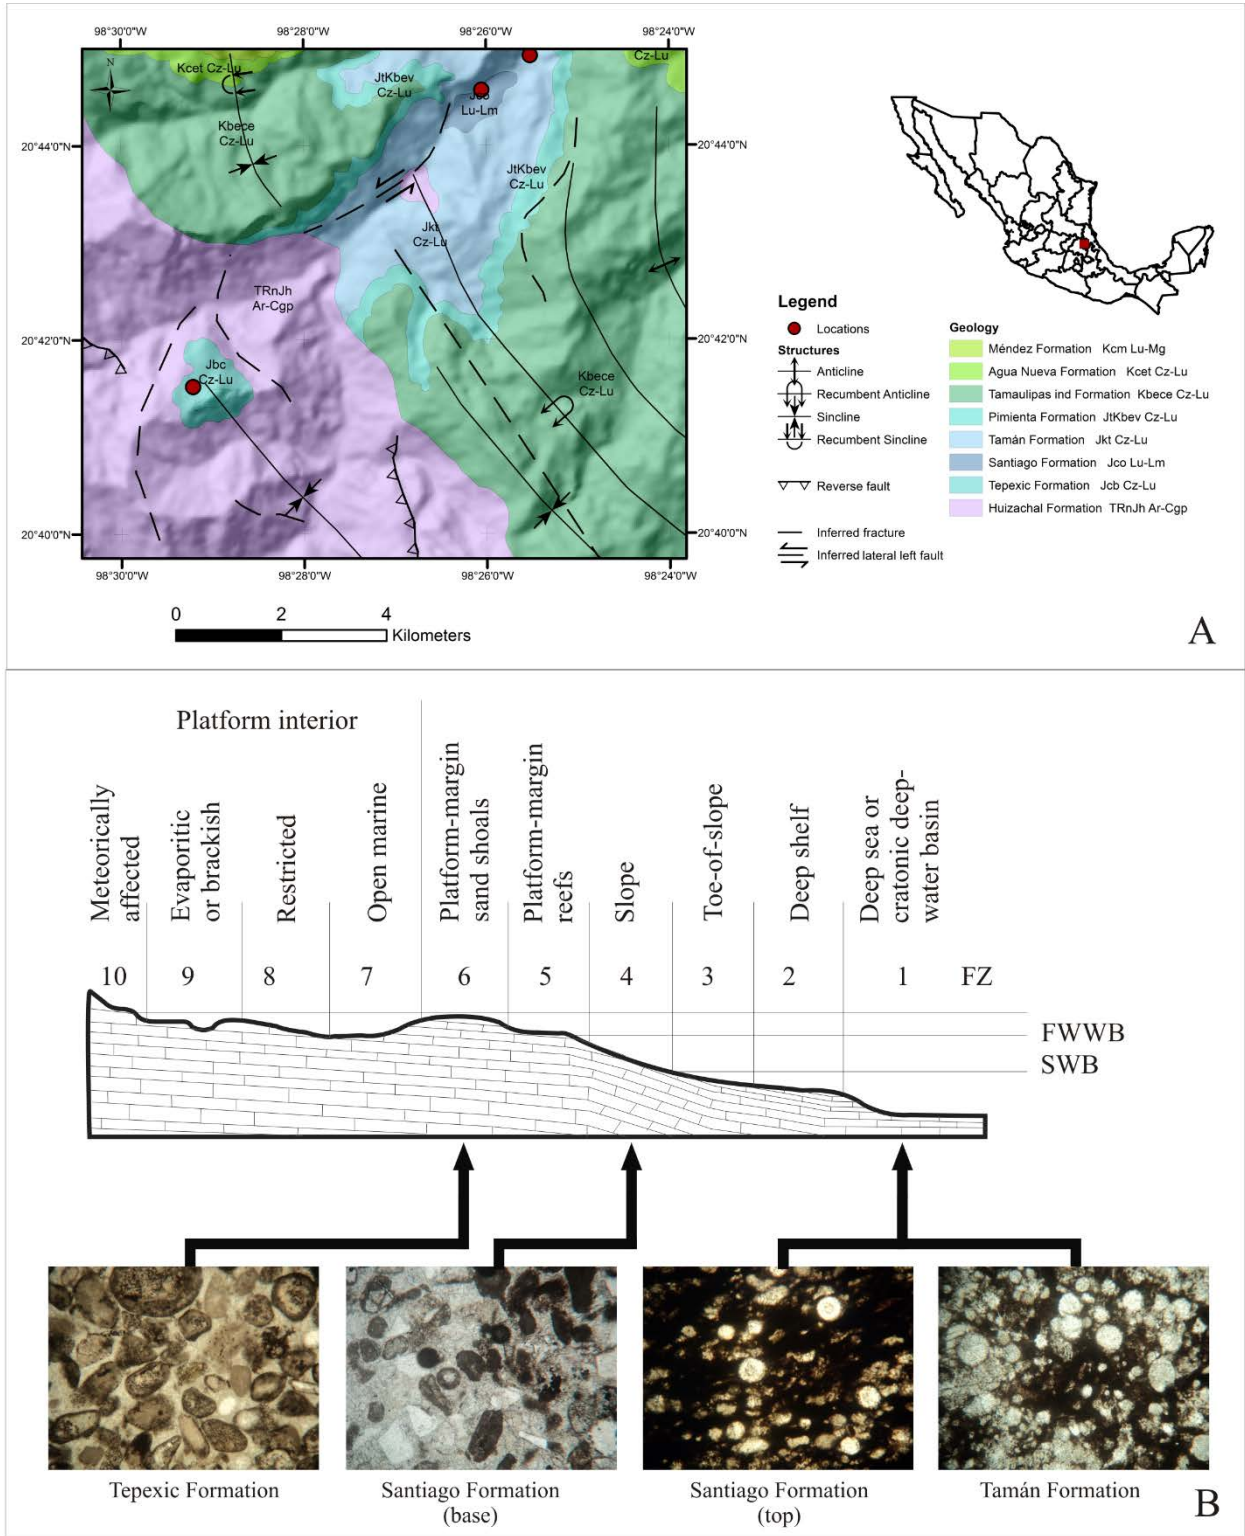 98°30'0"W
98°28'0"W
98°26'0"W
98°24'0"W
N
Kcet Cz-Lu
JtKbev
Cz-Lu
Cz-Lu
Jco
Lu-Lm
Kbece
Cz-Lu
20°44'0"N
20°44'0"N
JtKbev
Cz-Lu
Jkt
Cz-Lu
TRnJh
Ar-Cgp
20°42'0"N
20°42'0"N
Jbc
Cz-Lu
Kbece
Cz-Lu
20°40'0"N
20°40'0"N
98°30'0"W
98°28'0"W
98°26'0"W
98°24'0"W
0 2 4
Kilometers
Legend
Locations
Structures
Anticline
Recumbent Anticline
Sincline
Recumbent Sincline
Reverse fault
Inferred fracture
Inferred lateral left fault
Geology
Méndez Formation Kcm Lu-Mg
Agua Nueva Formation Kcet Cz-Lu
Tamaulipas ind Formation Kbece Cz-Lu
Pimienta Formation JtKbev Cz-Lu
Tamán Formation Jkt Cz-Lu
Santiago Formation Jco Lu-Lm
Tepexic Formation Jcb Cz-Lu
Huizachal Formation TRnJh Ar-Cgp
A
Platform interior
Meteorically
affected
Evaporitic
or brackish
Restricted
Open marine
Platform-margin
sand shoals
Platform-margin
reefs
Slope
Toe-of-slope
Deep shelf
Deep sea or
cratonic deep-
water basin
10 9 8 7 6 5 4 3 2 1 FZ
FWWB
SWB
Tepexic Formation
Santiago Formation
(base)
Santiago Formation
(top)
Tamán Formation
B